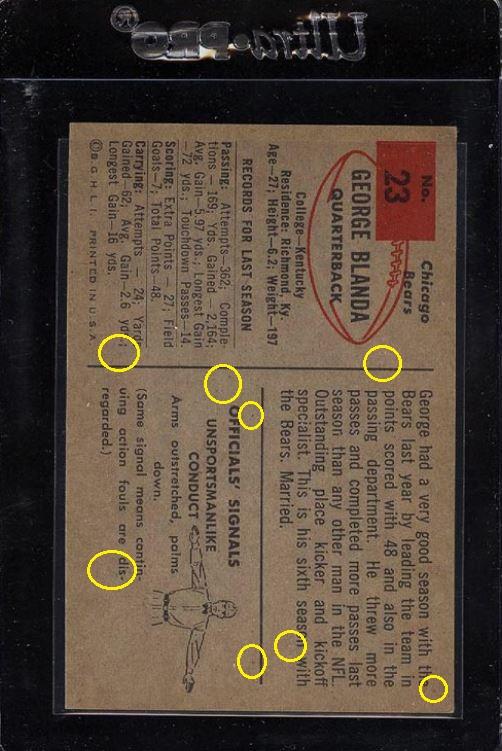 Ultra·PRO®
No.
23
Chicago
Bears
GEORGE BLANDA
QUARTERBACK
College—Kentucky
Residence: Richmond, Ky.
Age—27; Height—6.2; Weight—197
RECORDS FOR LAST SEASON
Passing: Attempts—362; Comple-
tions —169; Yds. Gained— 2,164;
Avg. Gain—5.97 yds. Longest Gain
—72 yds.; Touchdown Passes—14.
Scoring: Extra Points — 27; Field
Goals—7; Total Points—48.
Carrying: Attempts — 24; Yards
Gained—62; Avg. Gain—2.6 yds.;
Longest Gain—16 yds.
© B. G. H. L. I. PRINTED IN U. S. A.
George had a very good season with the
Bears last year by leading the team in
points scored with 48 and also in the
passing department. He threw more
passes and completed more passes last
season than any other man in the NFL.
Outstanding place kicker and kickoff
specialist. This is his sixth season with
the Bears. Married.
OFFICIALS' SIGNALS
UNSPORTSMANLIKE
CONDUCT
Arms outstretched, palms
down.
(Same signal means contin-
uing action fouls are dis-
regarded.)